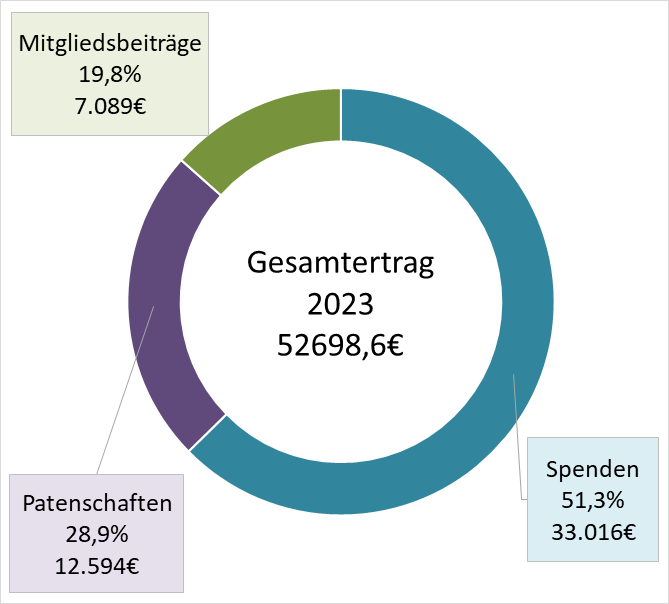 Mitgliedsbeiträge
19,8%
7.089€
Gesamtertrag
2023
52698,6€
Patenschaften
28,9%
12.594€
Spenden
51,3%
33.016€